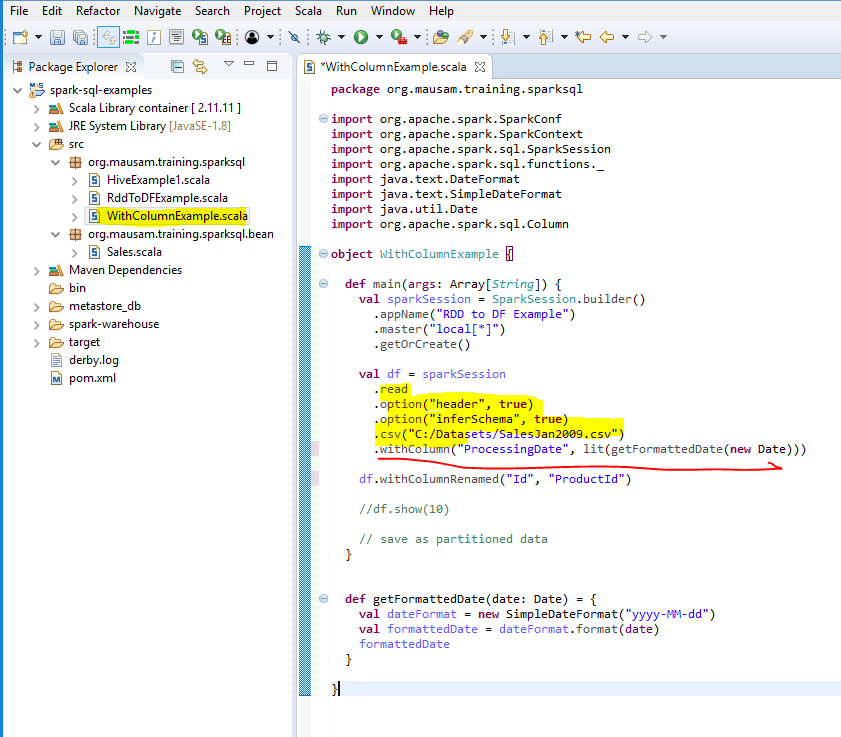 File Edit Refactor Navigate Search Project Scala Run Window Help
Package Explorer
*WithColumnExample.scala
spark-sql-examples
Scala Library container [ 2.11.11 ]
JRE System Library [JavaSE-1.8]
src
org.mausam.training.sparksql
HiveExample1.scala
RddToDFExample.scala
WithColumnExample.scala
org.mausam.training.sparksql.bean
Sales.scala
Maven Dependencies
bin
metastore_db
spark-warehouse
target
derby.log
pom.xml
package org.mausam.training.sparksql
import org.apache.spark.SparkConf
import org.apache.spark.SparkContext
import org.apache.spark.sql.SparkSession
import org.apache.spark.sql.functions._
import java.text.DateFormat
import java.text.SimpleDateFormat
import java.util.Date
import org.apache.spark.sql.Column
object WithColumnExample {
def main(args: Array[String]) {
val sparkSession = SparkSession.builder()
.appName("RDD to DF Example")
.master("local[*]")
.getOrCreate()
val df = sparkSession
.read
.option("header", true)
.option("inferSchema", true)
.csv("C:/Datasets/SalesJan2009.csv")
.withColumn("ProcessingDate", lit(getFormattedDate(new Date)))
df.withColumnRenamed("Id", "ProductId")
//df.show(10)
// save as partitioned data
}
def getFormattedDate(date: Date) = {
val dateFormat = new SimpleDateFormat("yyyy-MM-dd")
val formattedDate = dateFormat.format(date)
formattedDate
}
}